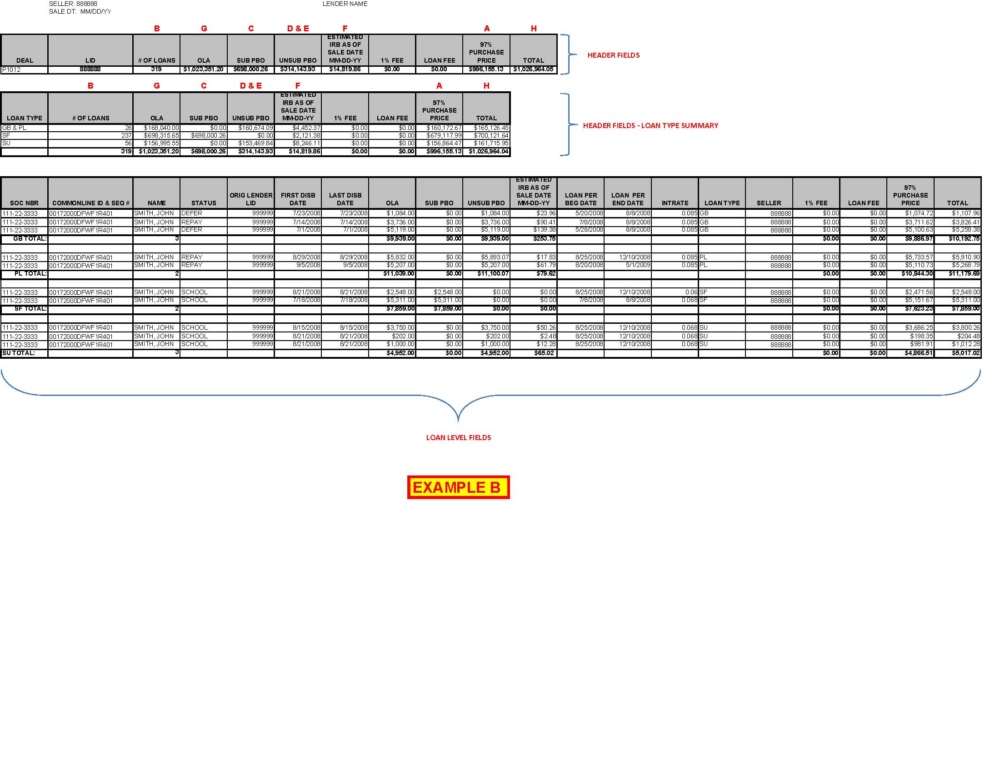 SELLER: 888888 LENDER NAME
SALE DT: MM/DD/YY
B G C D & E F A H
DEAL LID # OF LOANS OLA SUB PBO UNSUB PBO ESTIMATED IRB AS OF SALE DATE MM-DD-YY 1% FEE LOAN FEE 97% PURCHASE PRICE TOTAL
P1012 888888 319 $1,023,351.20 $698,000.26 $314,143.93 $14,819.86 $0.00 $0.00 $996,155.13 $1,026,964.05
HEADER FIELDS
B G C D & E F A H
LOAN TYPE # OF LOANS OLA SUB PBO UNSUB PBO ESTIMATED IRB AS OF SALE DATE MM-DD-YY 1% FEE LOAN FEE 97% PURCHASE PRICE TOTAL
GB & PL 26 $168,040.00 $0.00 $160,674.09 $4,452.37 $0.00 $0.00 $160,172.67 $165,126.45
SF 237 $698,315.65 $698,000.26 $0.00 $2,121.38 $0.00 $0.00 $679,117.99 $700,121.64
SU 56 $156,995.55 $0.00 $153,469.84 $8,246.11 $0.00 $0.00 $156,864.47 $161,715.95
319 $1,023,351.20 $698,000.26 $314,143.93 $14,819.86 $0.00 $0.00 $996,155.13 $1,026,964.04
HEADER FIELDS - LOAN TYPE SUMMARY
SOC NBR COMMONLINE ID & SEQ # NAME STATUS ORIG LENDER LID FIRST DISB DATE LAST DISB DATE OLA SUB PBO UNSUB PBO ESTIMATED IRB AS OF SALE DATE MM-DD-YY LOAN PER BEG DATE LOAN PER END DATE INTRATE LOAN TYPE SELLER 1% FEE LOAN FEE 97% PURCHASE PRICE TOTAL
111-22-3333 00172000DFWF1R401 SMITH, JOHN DEFER 999999 7/23/2008 7/23/2008 $1,084.00 $0.00 $1,084.00 $23.96 5/20/2008 8/8/2008 0.085 GB 888888 $0.00 $0.00 $1,074.72 $1,107.96
111-22-3333 00172000DFWF1R401 SMITH, JOHN REPAY 999999 7/14/2008 7/14/2008 $3,736.00 $0.00 $3,736.00 $90.41 7/8/2008 8/8/2008 0.085 GB 888888 $0.00 $0.00 $3,711.62 $3,826.41
111-22-3333 00172000DFWF1R401 SMITH, JOHN DEFER 999999 7/1/2008 7/1/2008 $5,119.00 $0.00 $5,119.00 $139.38 5/28/2008 8/8/2008 0.085 GB 888888 $0.00 $0.00 $5,100.63 $5,258.38
GB TOTAL: 3 $9,939.00 $0.00 $9,939.00 $253.75 $0.00 $0.00 $9,886.97 $10,192.75
111-22-3333 00172000DFWF1R401 SMITH, JOHN REPAY 999999 8/29/2008 8/29/2008 $5,832.00 $0.00 $5,893.07 $17.83 8/25/2008 12/10/2008 0.085 PL 888888 $0.00 $0.00 $5,733.57 $5,910.90
111-22-3333 00172000DFWF1R401 SMITH, JOHN REPAY 999999 9/5/2008 9/5/2008 $5,207.00 $0.00 $5,207.00 $61.79 8/20/2008 5/1/2009 0.085 PL 888888 $0.00 $0.00 $5,110.73 $5,268.79
PL TOTAL: 2 $11,039.00 $0.00 $11,100.07 $79.62 $0.00 $0.00 $10,844.30 $11,179.69
111-22-3333 00172000DFWF1R401 SMITH, JOHN SCHOOL 999999 8/21/2008 8/21/2008 $2,548.00 $2,548.00 $0.00 $0.00 8/25/2008 12/10/2008 0.06 SF 888888 $0.00 $0.00 $2,471.56 $2,548.00
111-22-3333 00172000DFWF1R401 SMITH, JOHN SCHOOL 999999 7/18/2008 7/18/2008 $5,311.00 $5,311.00 $0.00 $0.00 7/8/2008 8/8/2008 0.068 SF 888888 $0.00 $0.00 $5,151.67 $5,311.00
SF TOTAL: 2 $7,859.00 $7,859.00 $0.00 $0.00 $0.00 $0.00 $7,623.23 $7,859.00
111-22-3333 00172000DFWF1R401 SMITH, JOHN SCHOOL 999999 8/15/2008 8/15/2008 $3,750.00 $0.00 $3,750.00 $50.26 8/25/2008 12/10/2008 0.068 SU 888888 $0.00 $0.00 $3,686.25 $3,800.26
111-22-3333 00172000DFWF1R401 SMITH, JOHN SCHOOL 999999 8/21/2008 8/21/2008 $202.00 $0.00 $202.00 $2.48 8/25/2008 12/10/2008 0.068 SU 888888 $0.00 $0.00 $198.35 $204.48
111-22-3333 00172000DFWF1R401 SMITH, JOHN SCHOOL 999999 8/21/2008 8/21/2008 $1,000.00 $0.00 $1,000.00 $12.28 8/25/2008 12/10/2008 0.068 SU 888888 $0.00 $0.00 $981.91 $1,012.28
SU TOTAL: 3 $4,952.00 $0.00 $4,952.00 $65.02 $0.00 $0.00 $4,866.51 $5,017.02
LOAN LEVEL FIELDS
EXAMPLE B